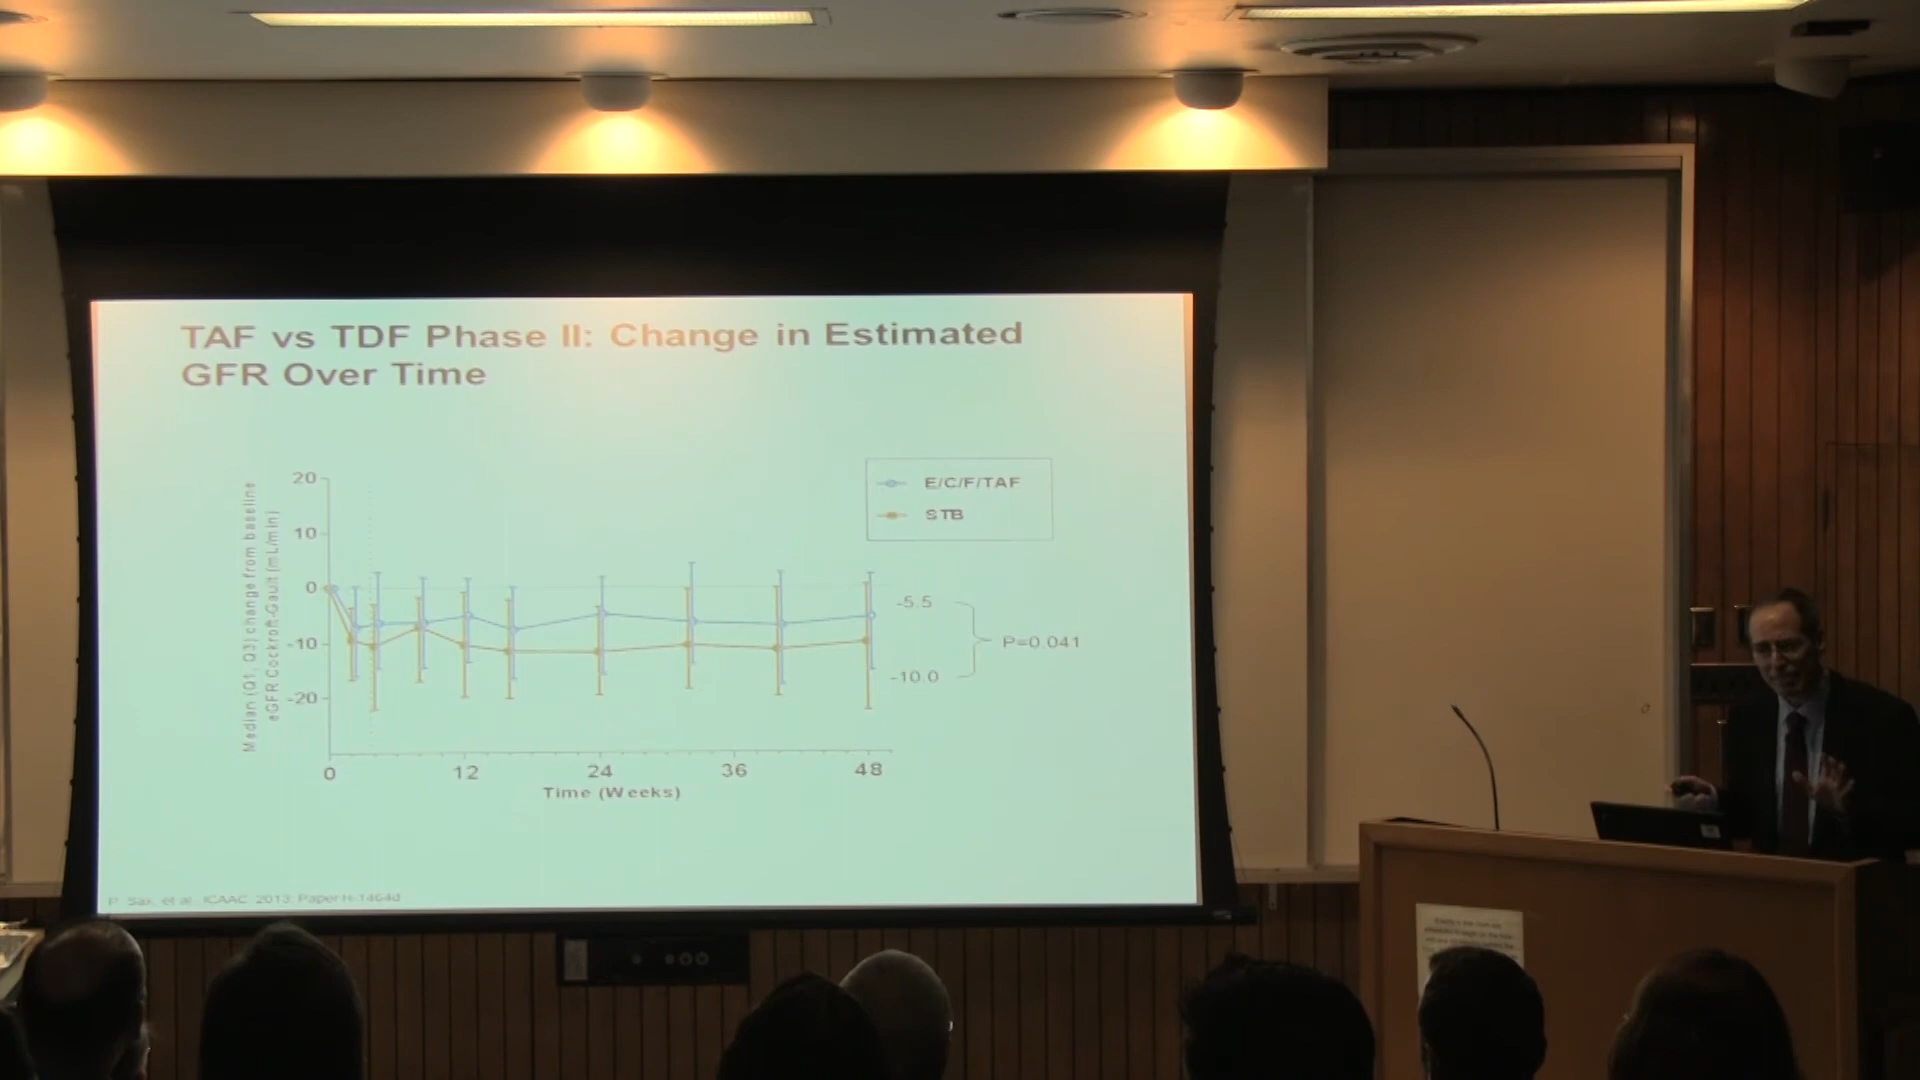 TAF vs TDF Phase II: Change in Estimated
GFR Over Time
Median (Q1, Q3) change from baseline
eGFR Cockroft-Gault (mL/min)
20
10
0
-10
-20
0
12
24
36
48
Time (Weeks)
E/C/F/TAF
STB
-5.5
-10.0
P=0.041
P. Sax, et al. ICAAC 2013; Paper H-1464d